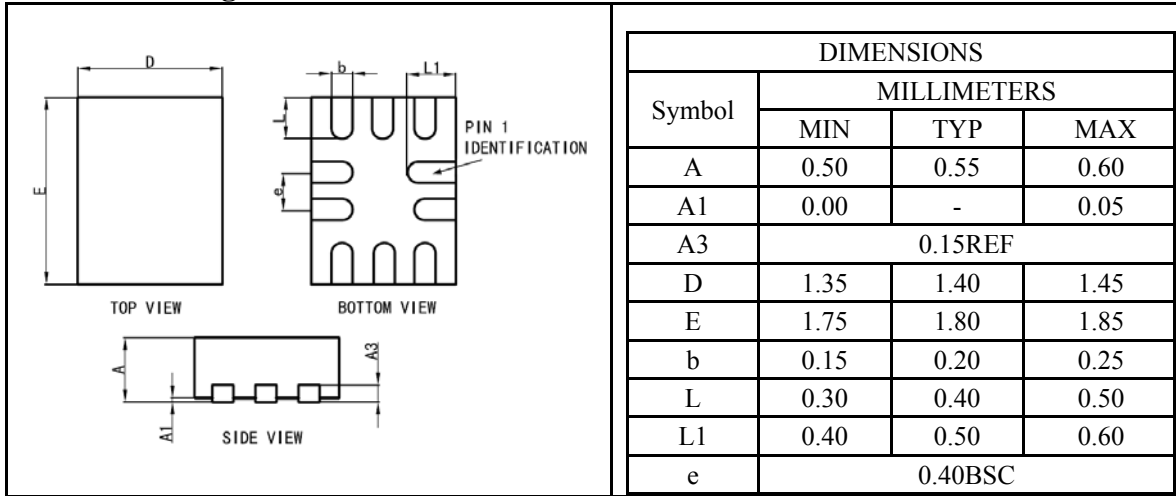 D
b
L1
L
PIN 1
IDENTIFICATION
E
e
TOP VIEW
BOTTOM VIEW
A
A3
A1
SIDE VIEW
DIMENSIONS
Symbol
MILLIMETERS
MIN TYP MAX
A 0.50 0.55 0.60
A1 0.00 - 0.05
A3 0.15REF
D 1.35 1.40 1.45
E 1.75 1.80 1.85
b 0.15 0.20 0.25
L 0.30 0.40 0.50
L1 0.40 0.50 0.60
e 0.40BSC